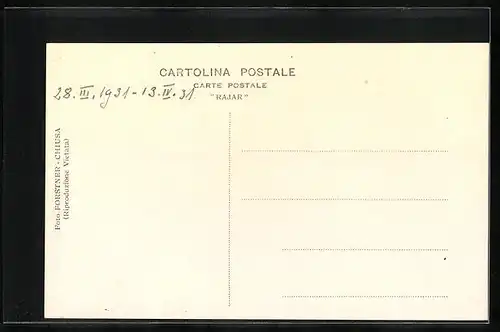 CARTOLINA POSTALE
CARTE POSTALE
"RAJAR"
28. III. 1931 - 13. IV. 31
Foto FORSTNER - CHIUSA
(Riproduzione Vietata)